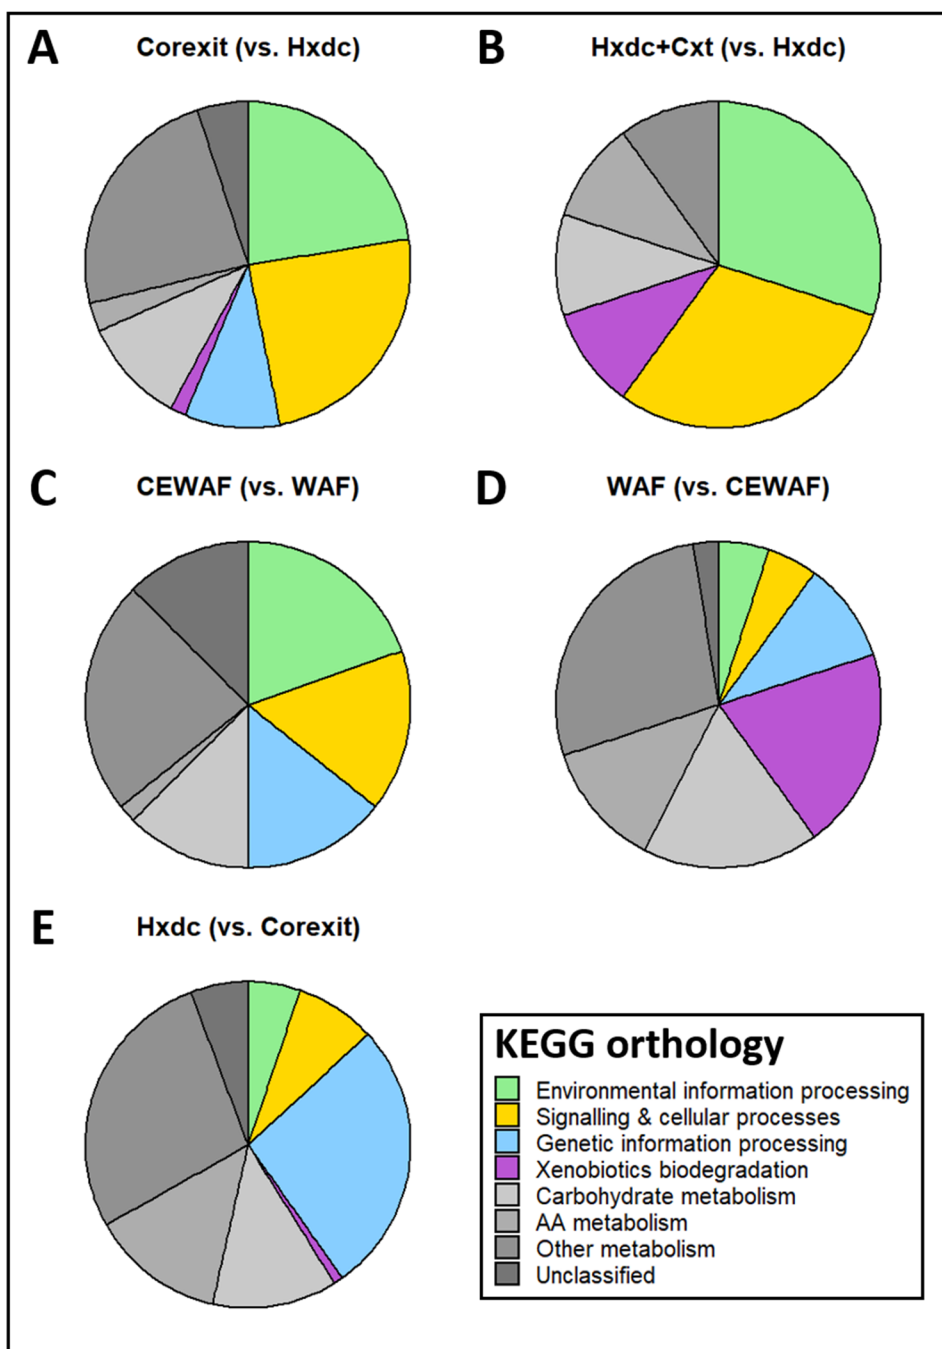 A
Corexit (vs. Hxdc)
B
Hxdc+Cxt (vs. Hxdc)
C
CEWAF (vs. WAF)
D
WAF (vs. CEWAF)
E
Hxdc (vs. Corexit)
KEGG orthology
Environmental information processing
Signalling & cellular processes
Genetic information processing
Xenobiotics biodegradation
Carbohydrate metabolism
AA metabolism
Other metabolism
Unclassified